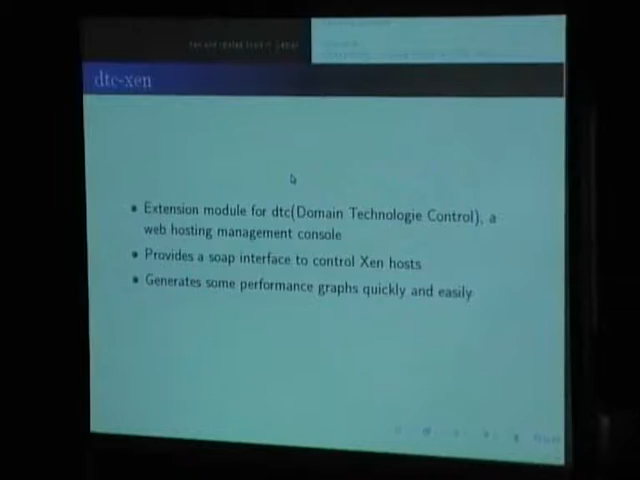 dtc-xen
• Extension module for dtc(Domain Technologie Control), a
web hosting management console
• Provides a soap interface to control Xen hosts
• Generates some performance graphs quickly and easily